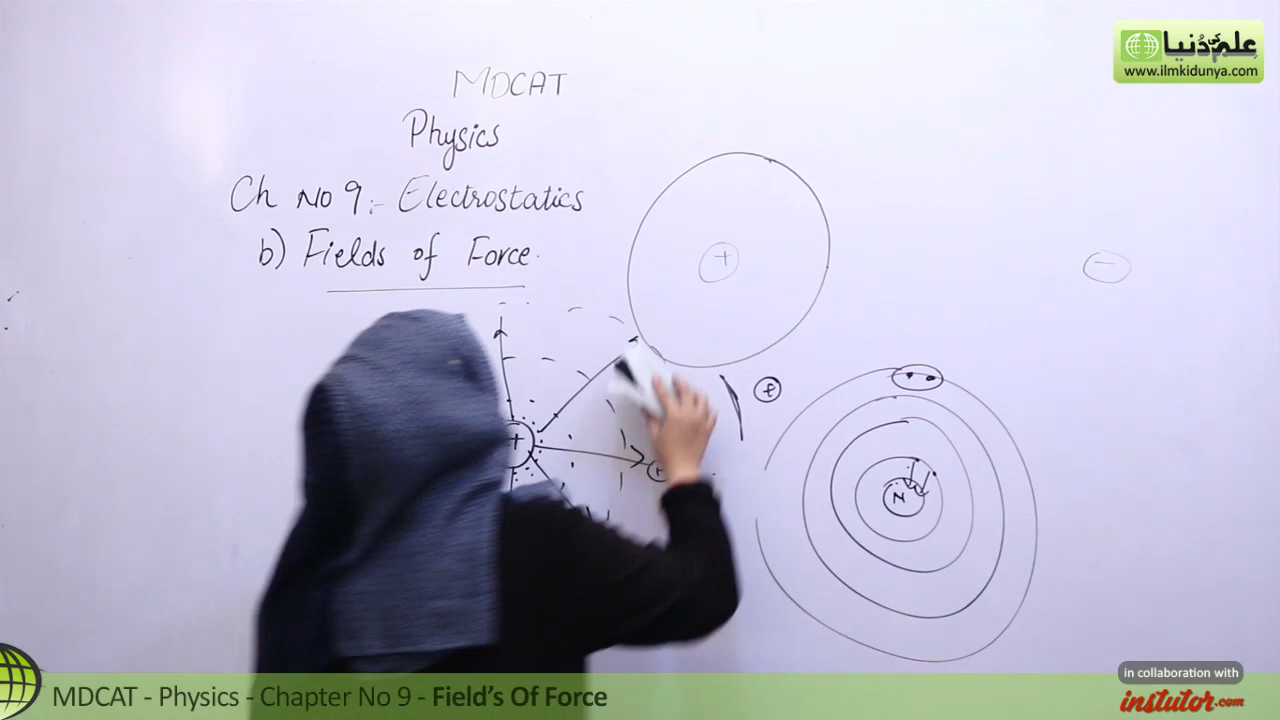 علم کی دنیا
www.ilmkidunya.com
MDCAT
Physics
Ch No 9:- Electrostatics
b) Fields of Force.
+
-
+
+
+
N
in collaboration with
instutor.com
MDCAT - Physics - Chapter No 9 - Field's Of Force